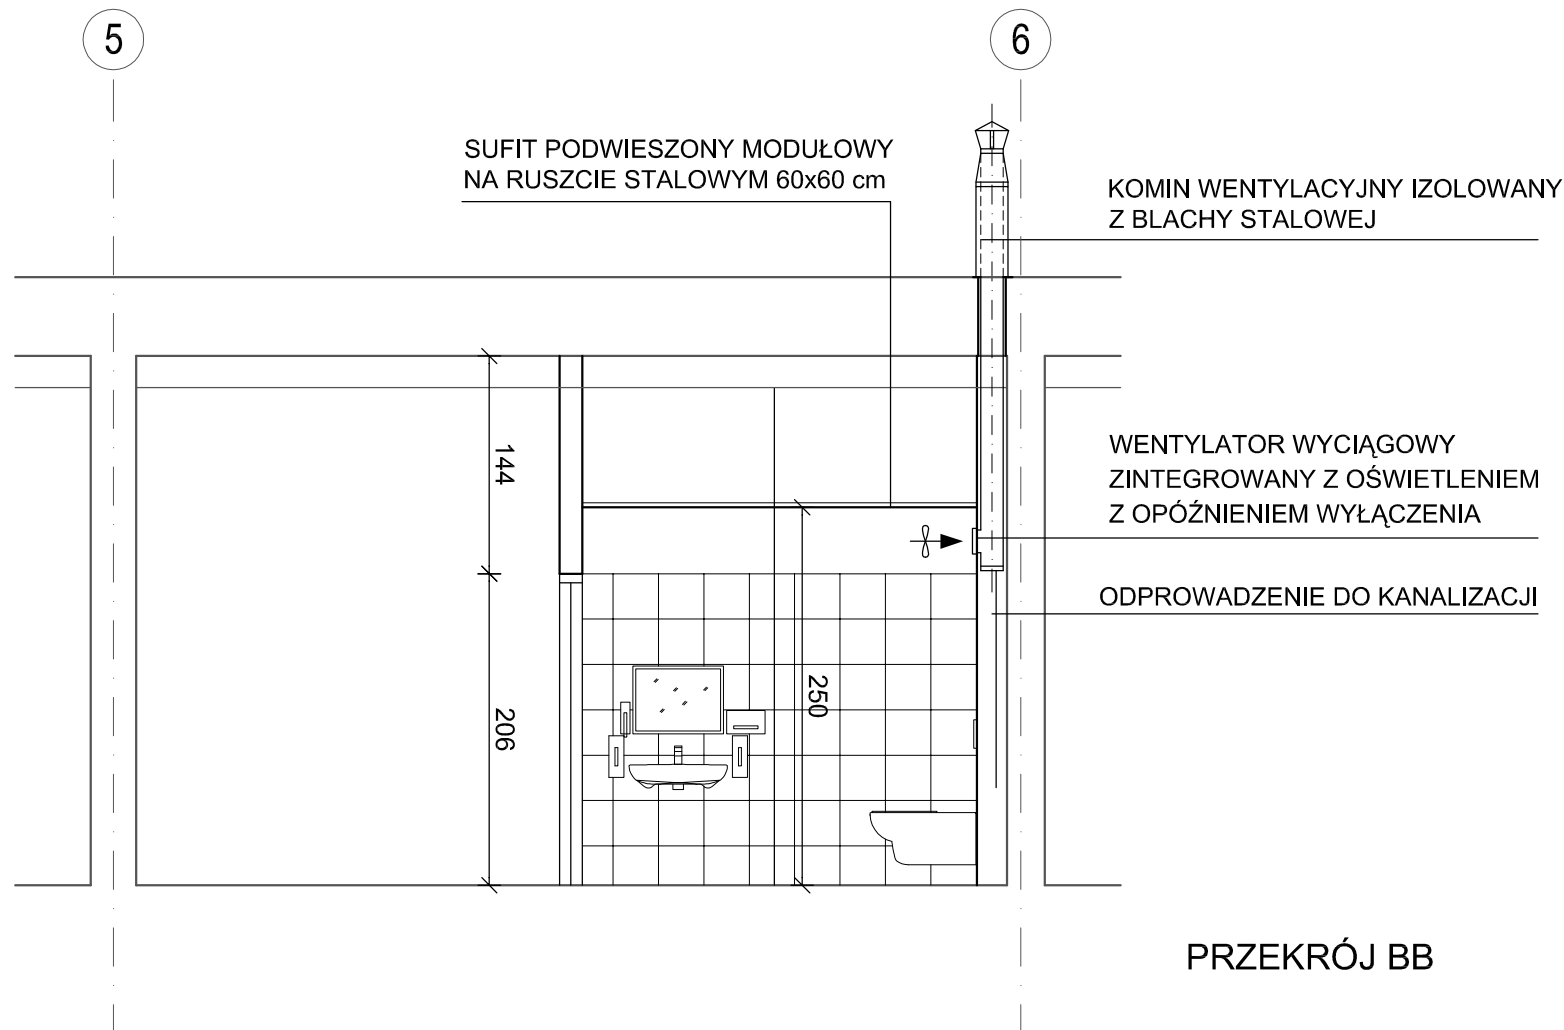 5
6
SUFIT PODWIESZONY MODUŁOWY
NA RUSZCIE STALOWYM 60x60 cm
KOMIN WENTYLACYJNY IZOLOWANY
Z BLACHY STALOWEJ
144
WENTYLATOR WYCIĄGOWY
ZINTEGROWANY Z OŚWIETLENIEM
Z OPÓŹNIENIEM WYŁĄCZENIA
ODPROWADZENIE DO KANALIZACJI
250
206
PRZEKRÓJ BB